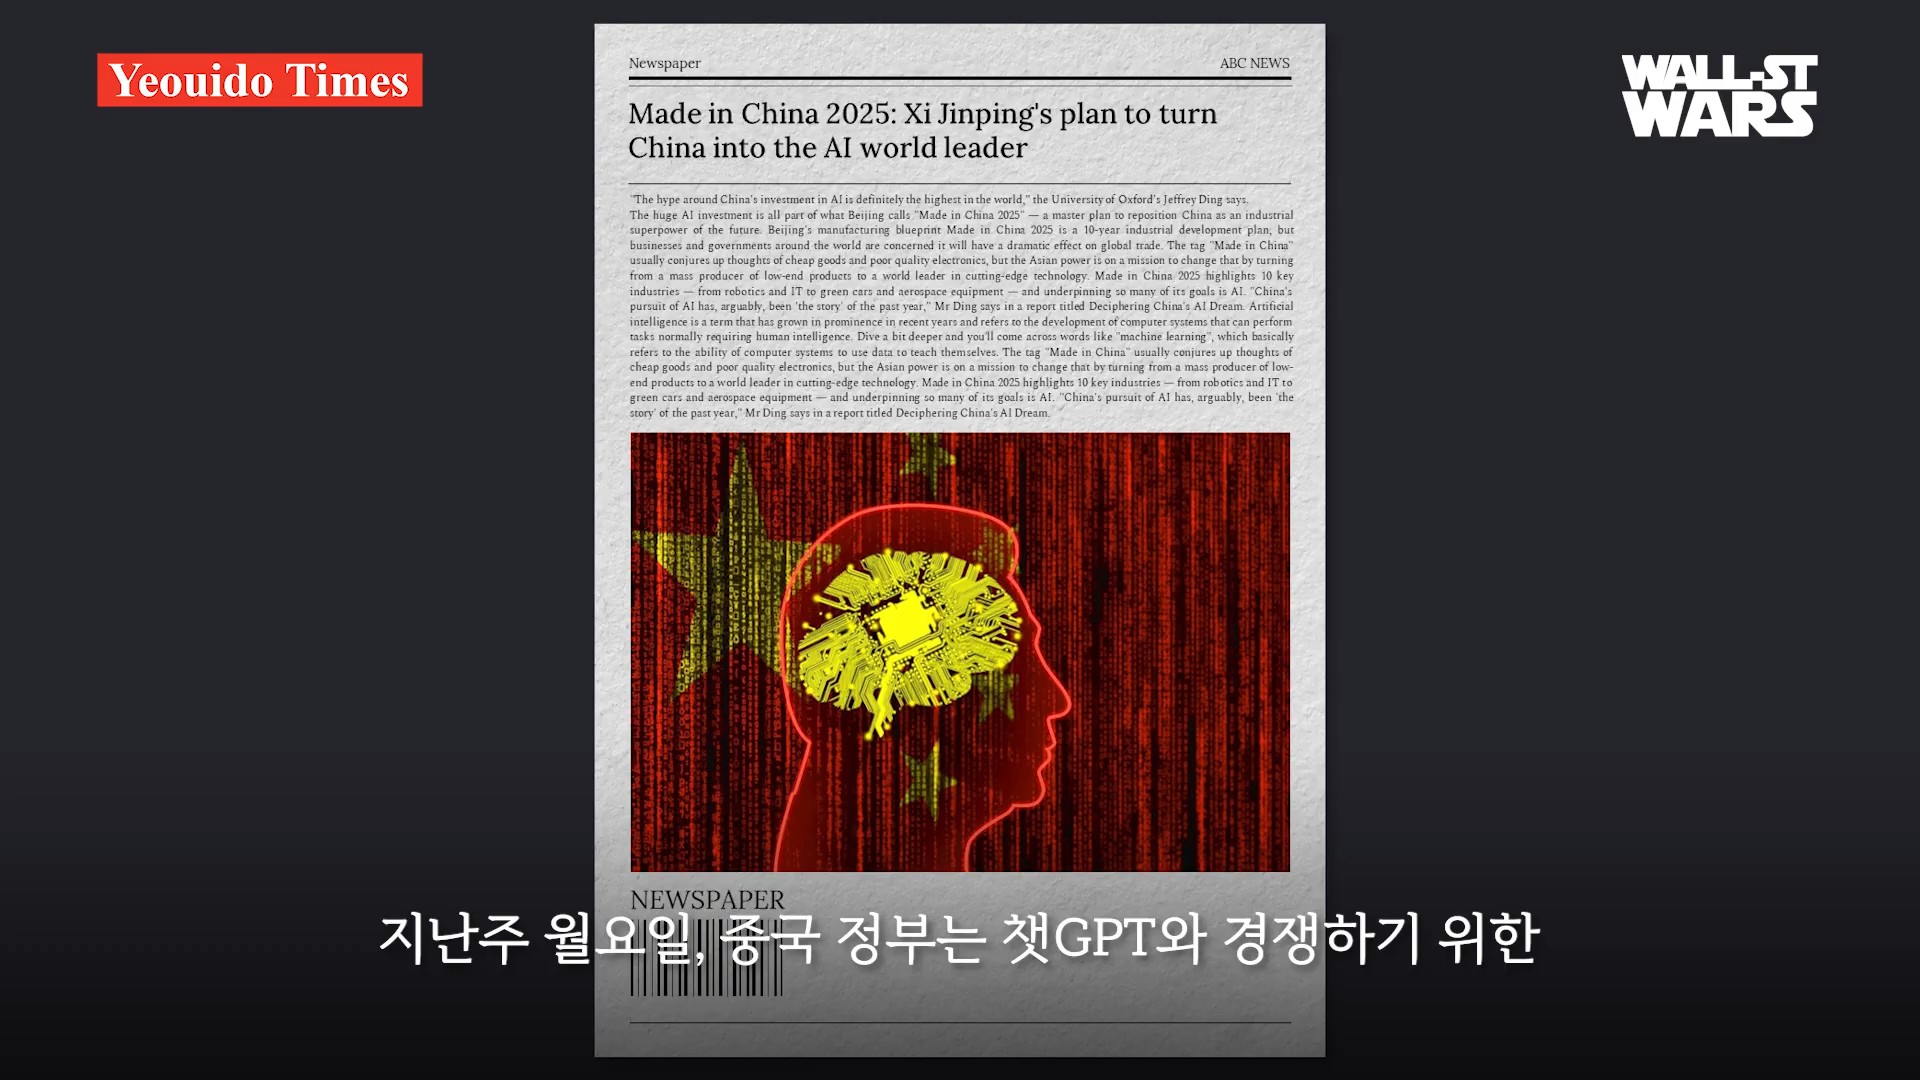 Yeouido Times
WALL-ST
WARS
Newspaper
ABC NEWS
Made in China 2025: Xi Jinping's plan to turn
China into the AI world leader
"The hype around China's investment in AI is definitely the highest in the world," the University of Oxford's Jeffrey Ding says.
The huge AI investment is all part of what Beijing calls "Made in China 2025" — a master plan to reposition China as an industrial
superpower of the future. Beijing's manufacturing blueprint Made in China 2025 is a 10-year industrial development plan, but
businesses and governments around the world are concerned it will have a dramatic effect on global trade. The tag "Made in China"
usually conjures up thoughts of cheap goods and poor quality electronics, but the Asian power is on a mission to change that by turning
from a mass producer of low-end products to a world leader in cutting-edge technology. Made in China 2025 highlights 10 key
industries — from robotics and IT to green cars and aerospace equipment — and underpinning so many of its goals is AI. "China's
pursuit of AI has, arguably, been 'the story' of the past year," Mr Ding says in a report titled Deciphering China's AI Dream. Artificial
intelligence is a term that has grown in prominence in recent years and refers to the development of computer systems that can perform
tasks normally requiring human intelligence. Dive a bit deeper and you'll come across words like "machine learning", which basically
refers to the ability of computer systems to use data to teach themselves. The tag "Made in China" usually conjures up thoughts of
cheap goods and poor quality electronics, but the Asian power is on a mission to change that by turning from a mass producer of low-
end products to a world leader in cutting-edge technology. Made in China 2025 highlights 10 key industries — from robotics and IT to
green cars and aerospace equipment — and underpinning so many of its goals is AI. "China's pursuit of AI has, arguably, been 'the
story' of the past year," Mr Ding says in a report titled Deciphering China's AI Dream.
NEWSPAPER
지난주 월요일, 중국 정부는 챗GPT와 경쟁하기 위한